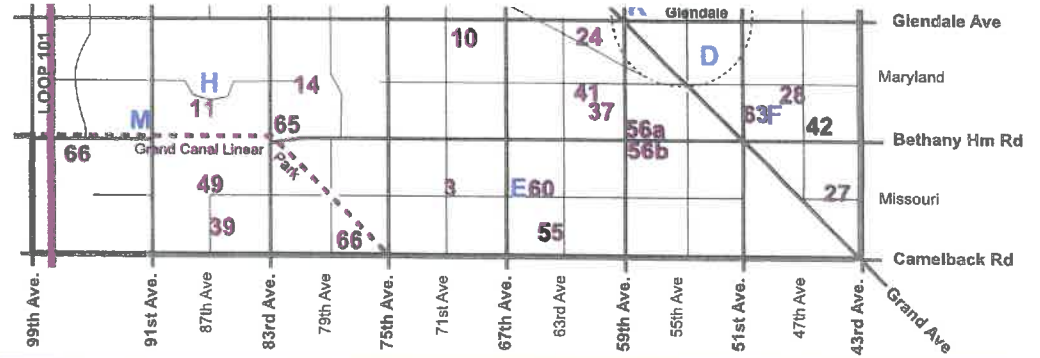 K Glendale
Glendale Ave
10
24
D
LOOP 101
H
14
Maryland
41
28
11
37
63F
M
65
56a
42
66
Grand Canal Linear
Park
56b
Bethany Hm Rd
49
3
E60
27
Missouri
39
66
55
Camelback Rd
99th Ave.
91st Ave.
87th Ave
83rd Ave.
79th Ave.
75th Ave.
71st Ave
67th Ave.
63rd Ave
59th Ave.
55th Ave
51st Ave.
47th Ave
43rd Ave.
Grand Ave